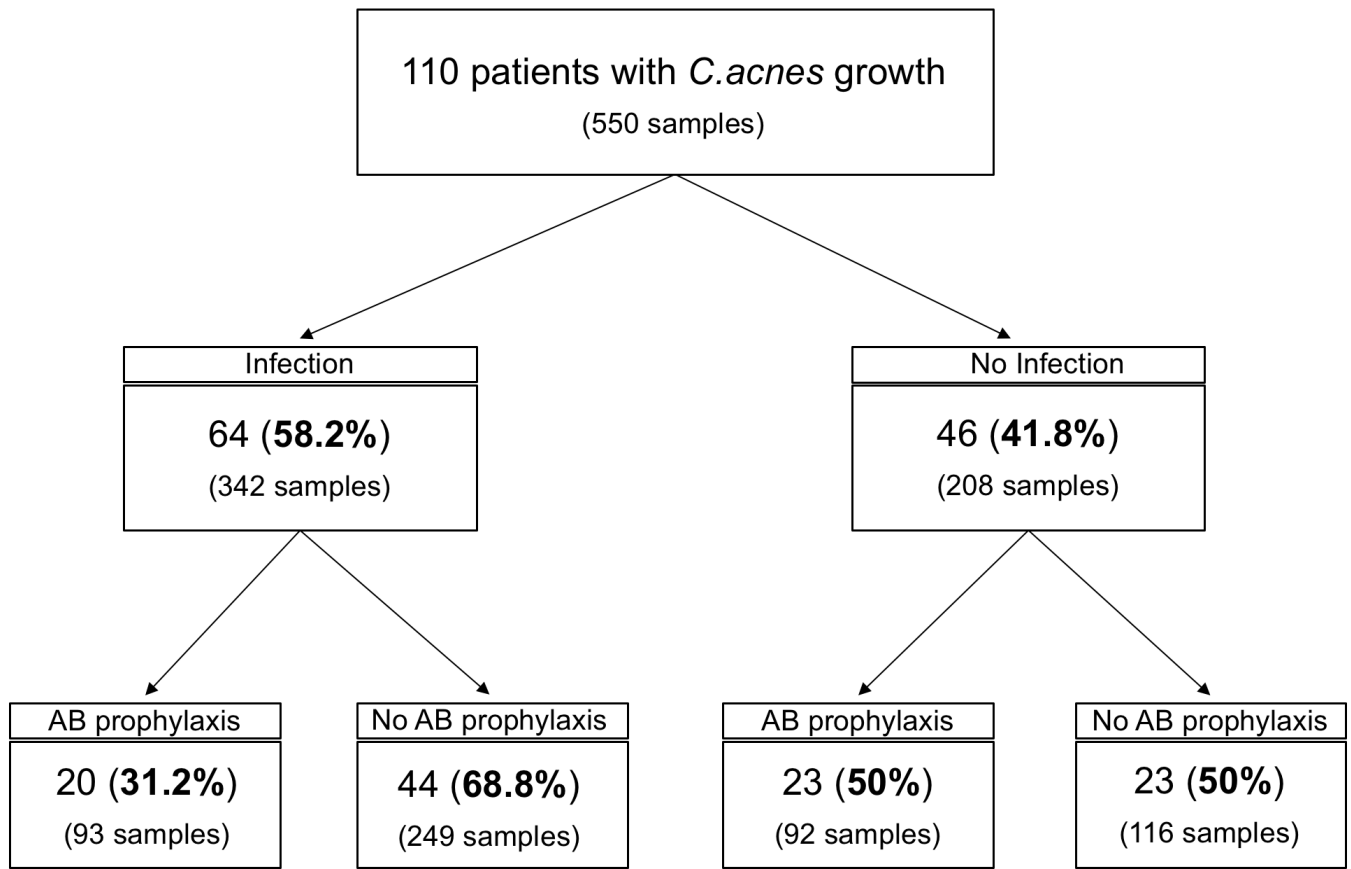 110 patients with C.acnes growth
(550 samples)
Infection
64 (58.2%)
(342 samples)
No Infection
46 (41.8%)
(208 samples)
AB prophylaxis
20 (31.2%)
(93 samples)
No AB prophylaxis
44 (68.8%)
(249 samples)
AB prophylaxis
23 (50%)
(92 samples)
No AB prophylaxis
23 (50%)
(116 samples)